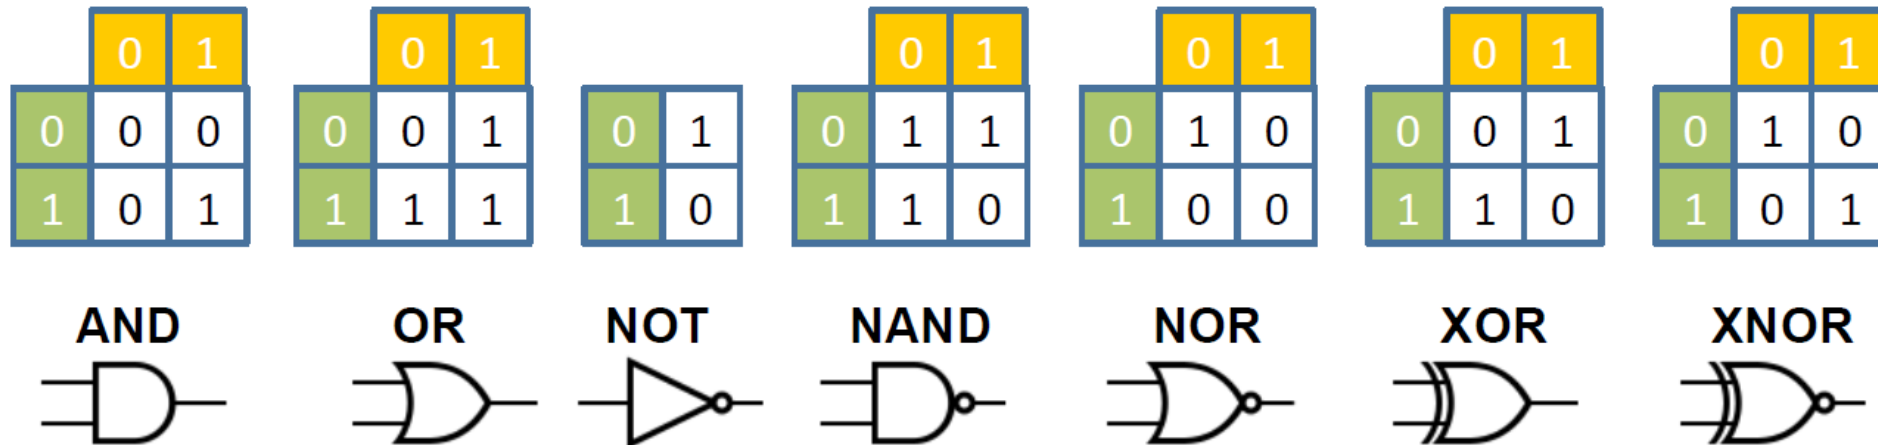 0 1 0 1 0 1 0 1 0 1 0 1
0 0 0 0 0 1 0 1 0 1 1 0 1 0 0 0 1 0 1 0
1 0 1 1 1 1 1 0 1 1 0 1 0 0 1 1 0 1 0 1
AND OR NOT NAND NOR XOR XNOR